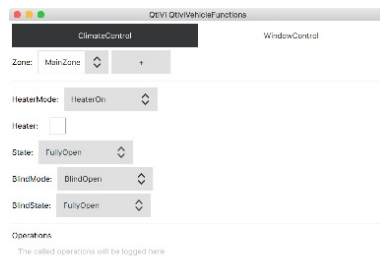 QtIVI QtIviVehicleFunctions
ClimateControl WindowControl
Zone: MainZone +
HeaterMode: HeaterOn
Heater:
State: FullyOpen
BlindMode: BlindOpen
BlindState: FullyOpen
Operations
The called operations will be logged here